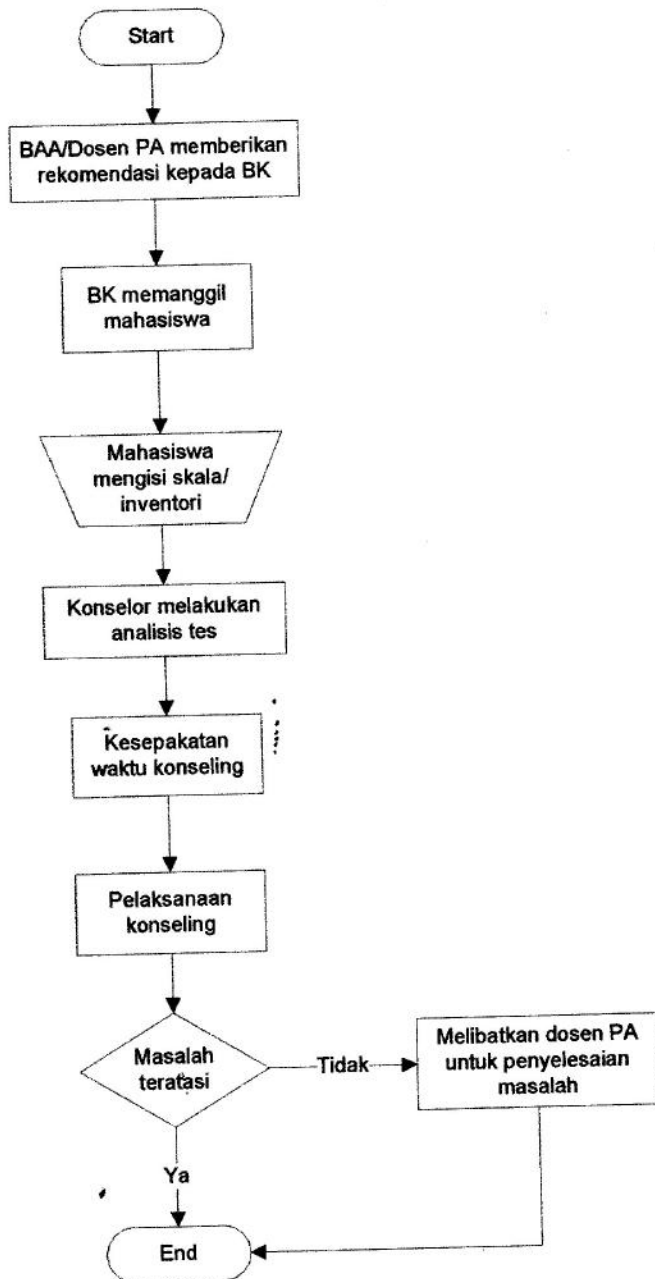 Start
BAA/Dosen PA memberikan
rekomendasi kepada BK
BK memanggil
mahasiswa
Mahasiswa
mengisi skala/
inventori
Konselor melakukan
analisis tes
Kesepakatan
waktu konseling
Pelaksanaan
konseling
Masalah
teratasi
Tidak
Melibatkan dosen PA
untuk penyelesaian
masalah
Ya
End